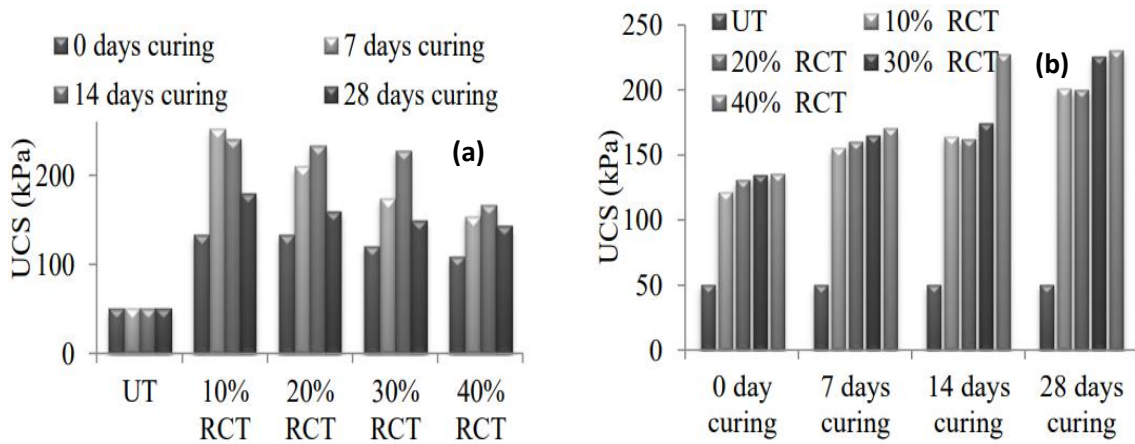 0 days curing
7 days curing
14 days curing
28 days curing
(a)
UCS (kPa)
200
100
0
UT
10% RCT
20% RCT
30% RCT
40% RCT
UT
10% RCT
20% RCT
30% RCT
40% RCT
(b)
UCS (kPa)
250
200
150
100
50
0
0 day curing
7 days curing
14 days curing
28 days curing